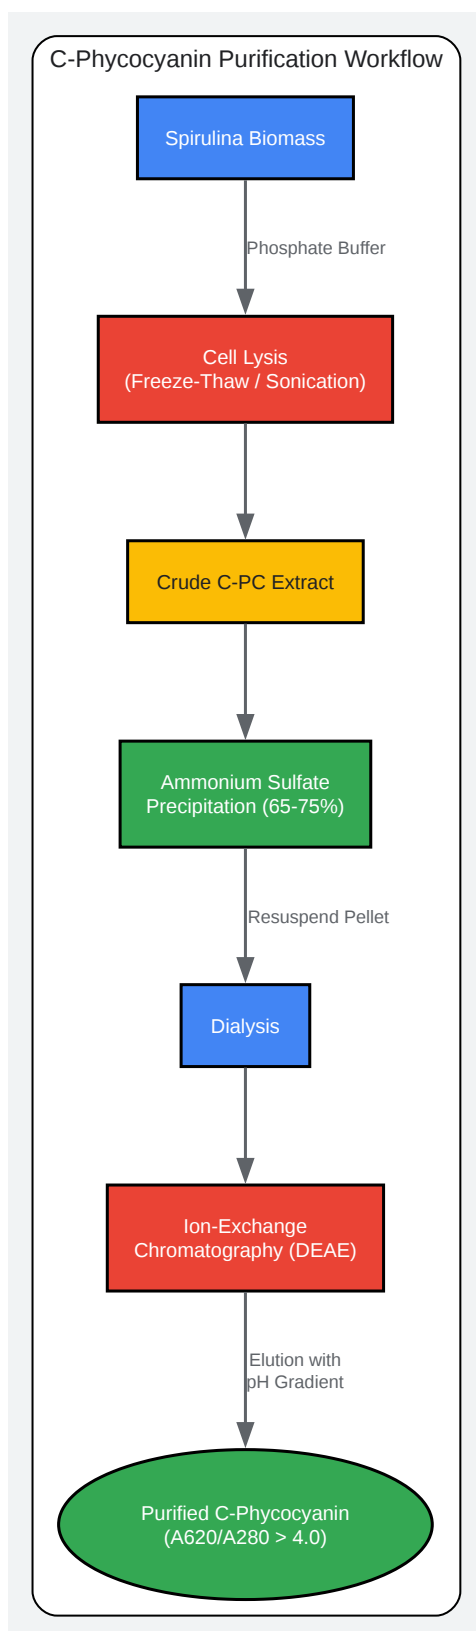 C-Phycocyanin Purification Workflow
Spirulina Biomass
Phosphate Buffer
Cell Lysis
(Freeze-Thaw / Sonication)
Crude C-PC Extract
Ammonium Sulfate
Precipitation (65-75%)
Resuspend Pellet
Dialysis
Ion-Exchange
Chromatography (DEAE)
Elution with
pH Gradient
Purified C-Phycocyanin
(A620/A280 > 4.0)